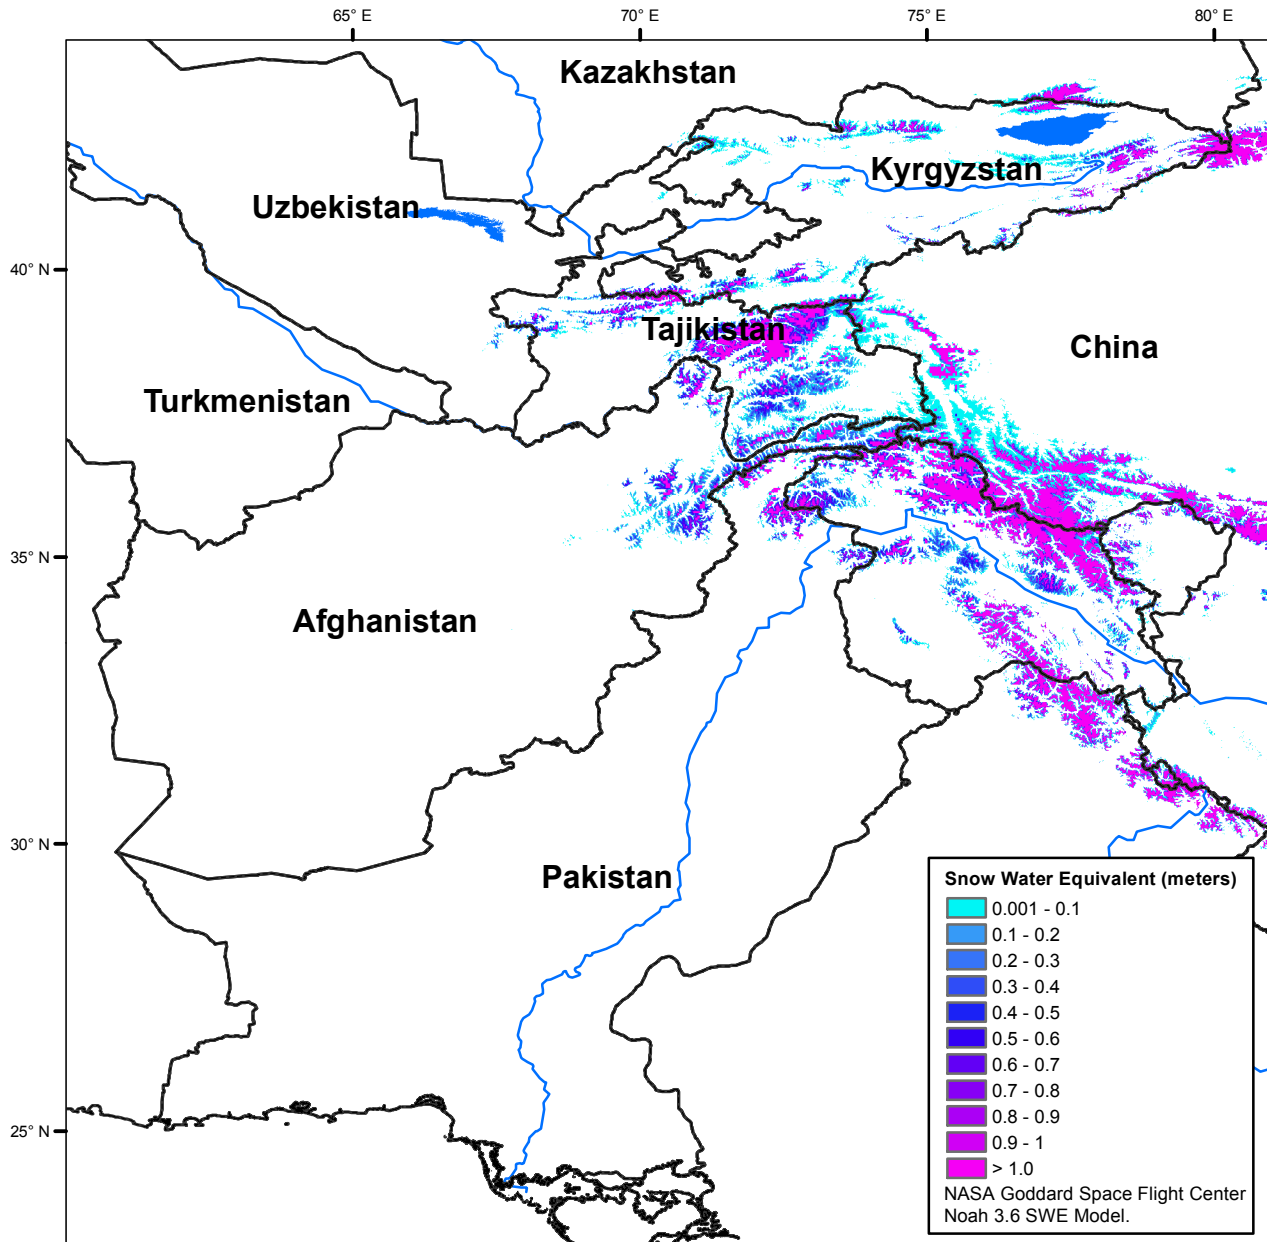 65° E
70° E
75° E
80° E
Kazakhstan
Kyrgyzstan
Uzbekistan
40° N
Tajikistan
China
Turkmenistan
35° N
Afghanistan
30° N
Pakistan
25° N
Snow Water Equivalent (meters)
0.001 - 0.1
0.1 - 0.2
0.2 - 0.3
0.3 - 0.4
0.4 - 0.5
0.5 - 0.6
0.6 - 0.7
0.7 - 0.8
0.8 - 0.9
0.9 - 1
> 1.0
NASA Goddard Space Flight Center
Noah 3.6 SWE Model.